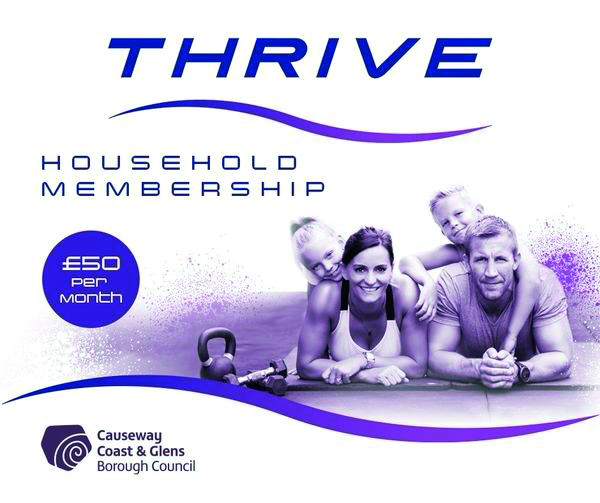 THRIVE
HOUSEHOLD
MEMBERSHIP
£50
per
month
Causeway
Coast & Glens
Borough Council